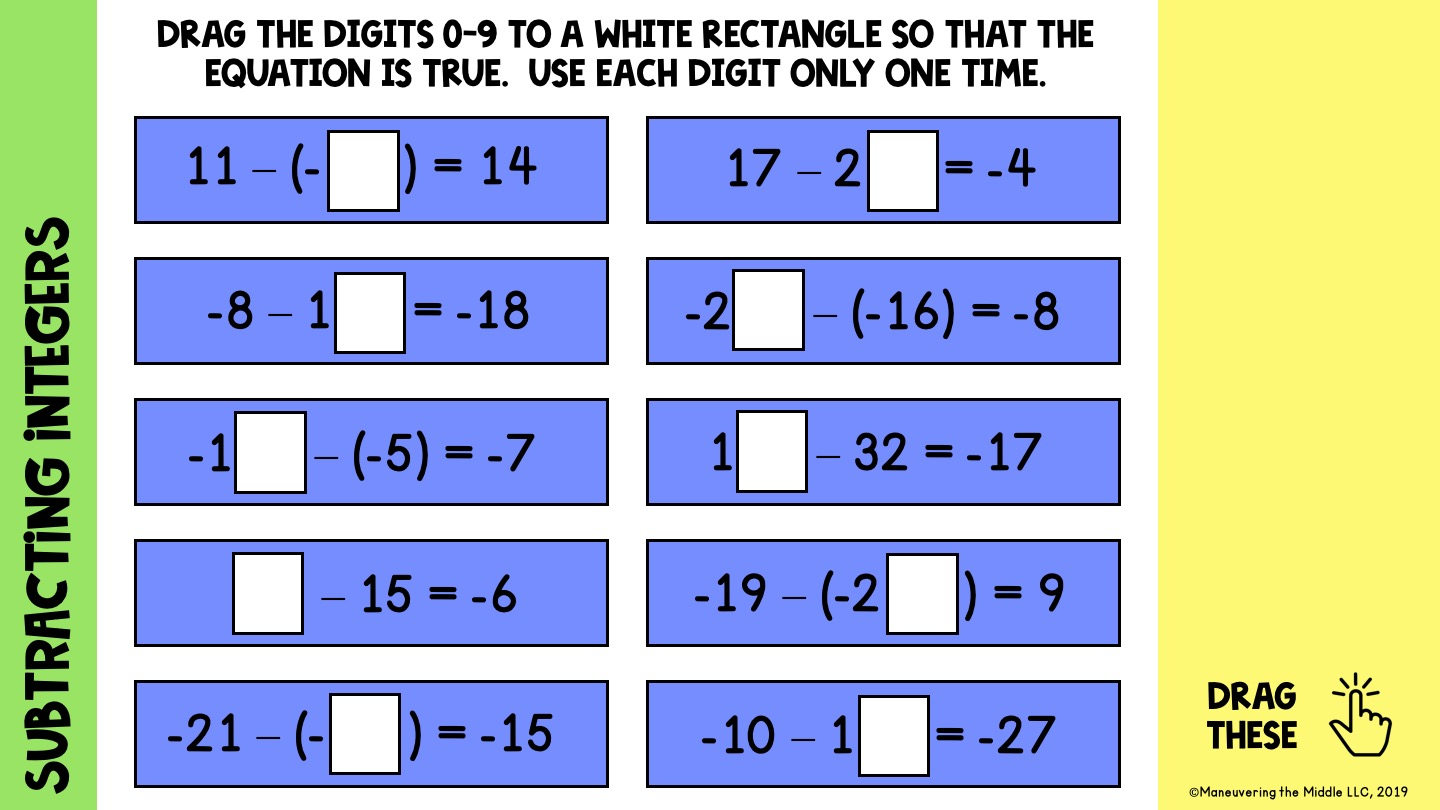 SUBTRACTING INTEGERS
DRAG THE DIGITS 0-9 TO A WHITE RECTANGLE SO THAT THE
EQUATION IS TRUE. USE EACH DIGIT ONLY ONE TIME.
11 – (- ) = 14
17 – 2 = -4
-8 – 1 = -18
-2 – (-16) = -8
-1 – (-5) = -7
1 – 32 = -17
– 15 = -6
-19 – (-2 ) = 9
-21 – (- ) = -15
-10 – 1 = -27
DRAG
THESE
©Maneuvering the Middle LLC, 2019